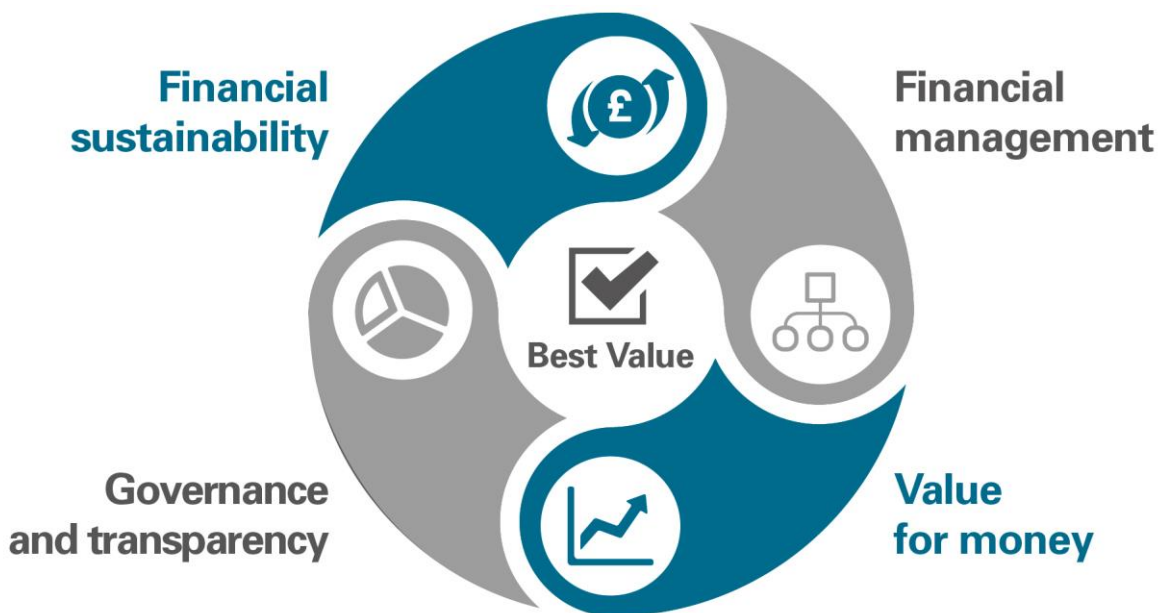 Financial
sustainability
£
Financial
management
Best Value
Governance
and transparency
Value
for money